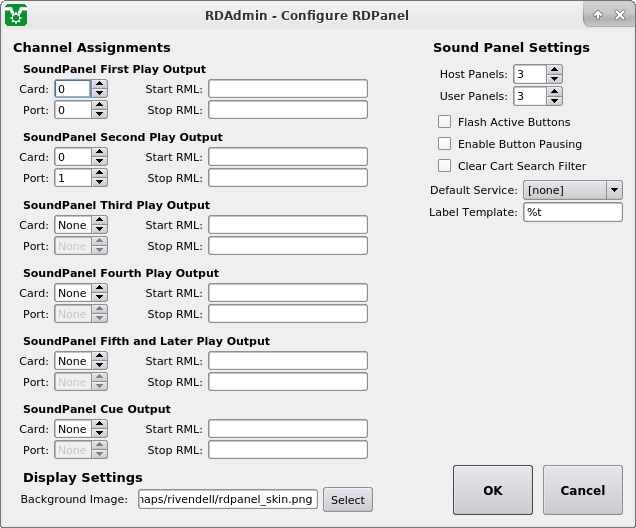 RDAdmin - Configure RDPanel
Channel Assignments
SoundPanel First Play Output
Card: 0 Start RML:
Port: 0 Stop RML:
SoundPanel Second Play Output
Card: 0 Start RML:
Port: 1 Stop RML:
SoundPanel Third Play Output
Card: None Start RML:
Port: None Stop RML:
SoundPanel Fourth Play Output
Card: None Start RML:
Port: None Stop RML:
SoundPanel Fifth and Later Play Output
Card: None Start RML:
Port: None Stop RML:
SoundPanel Cue Output
Card: None Start RML:
Port: None Stop RML:
Display Settings
Background Image: naps/rivendell/rdpanel_skin.png Select
Sound Panel Settings
Host Panels: 3
User Panels: 3
Flash Active Buttons
Enable Button Pausing
Clear Cart Search Filter
Default Service: [none]
Label Template: %t
OK Cancel